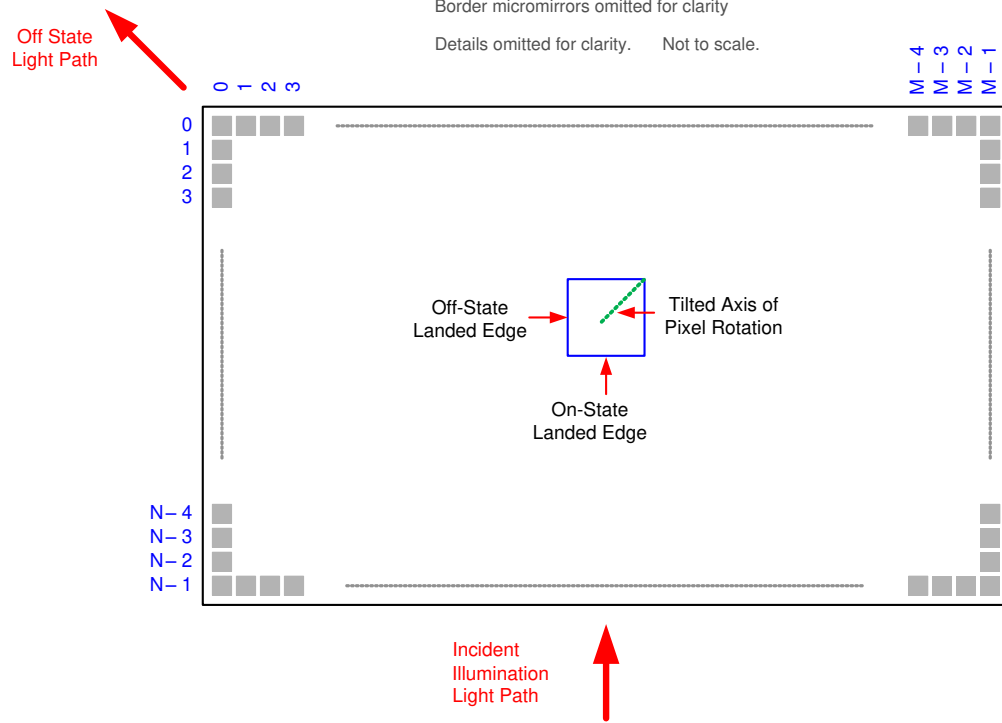 Border micromirrors omitted for clarity
Details omitted for clarity. Not to scale.
Off State
Light Path
0
1
2
3
M – 4
M – 3
M – 2
M – 1
0
1
2
3
Off-State
Landed Edge
Tilted Axis of
Pixel Rotation
On-State
Landed Edge
N – 4
N – 3
N – 2
N – 1
Incident
Illumination
Light Path